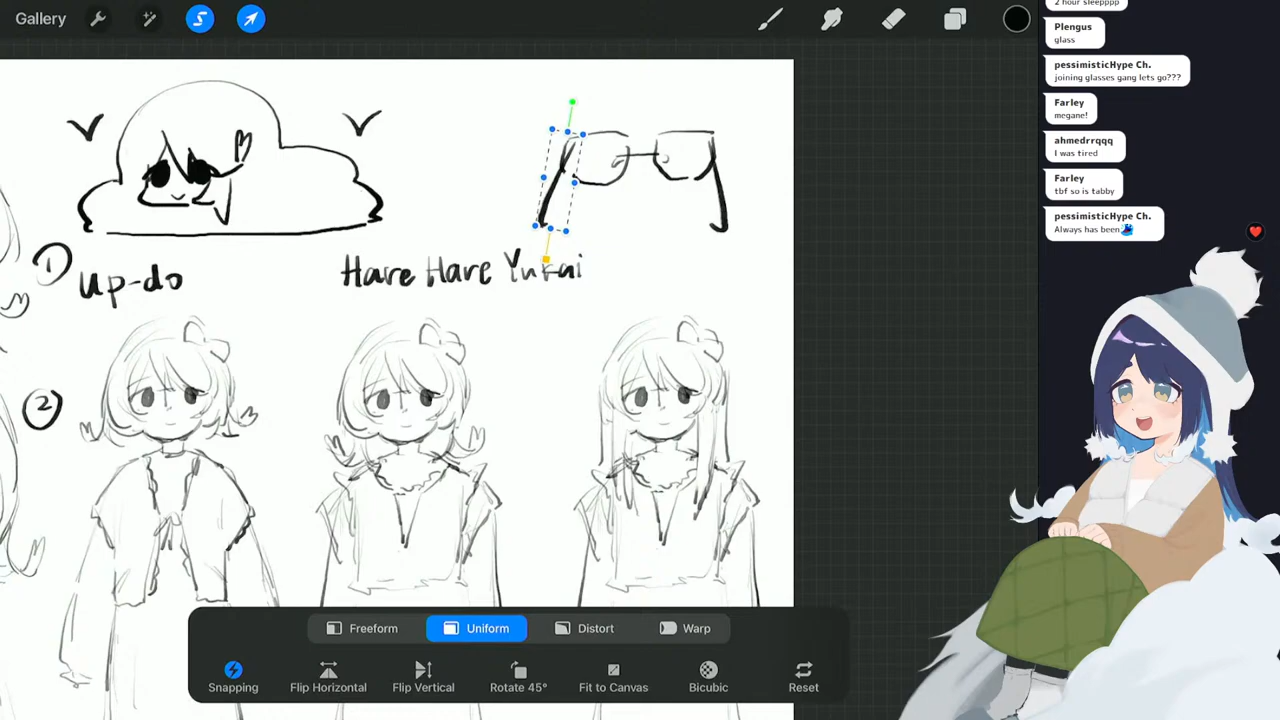 Gallery
2 hour sleepppp
Plengus
glass
pessimisticHype Ch.
joining glasses gang lets go???
Farley
megane!
ahmedrrqqq
I was tired
Farley
tbf so is tabby
pessimisticHype Ch.
Always has been
1 up-do
Hare Hare Yukai
2
Freeform
Uniform
Distort
Warp
Snapping
Flip Horizontal
Flip Vertical
Rotate 45°
Fit to Canvas
Bicubic
Reset